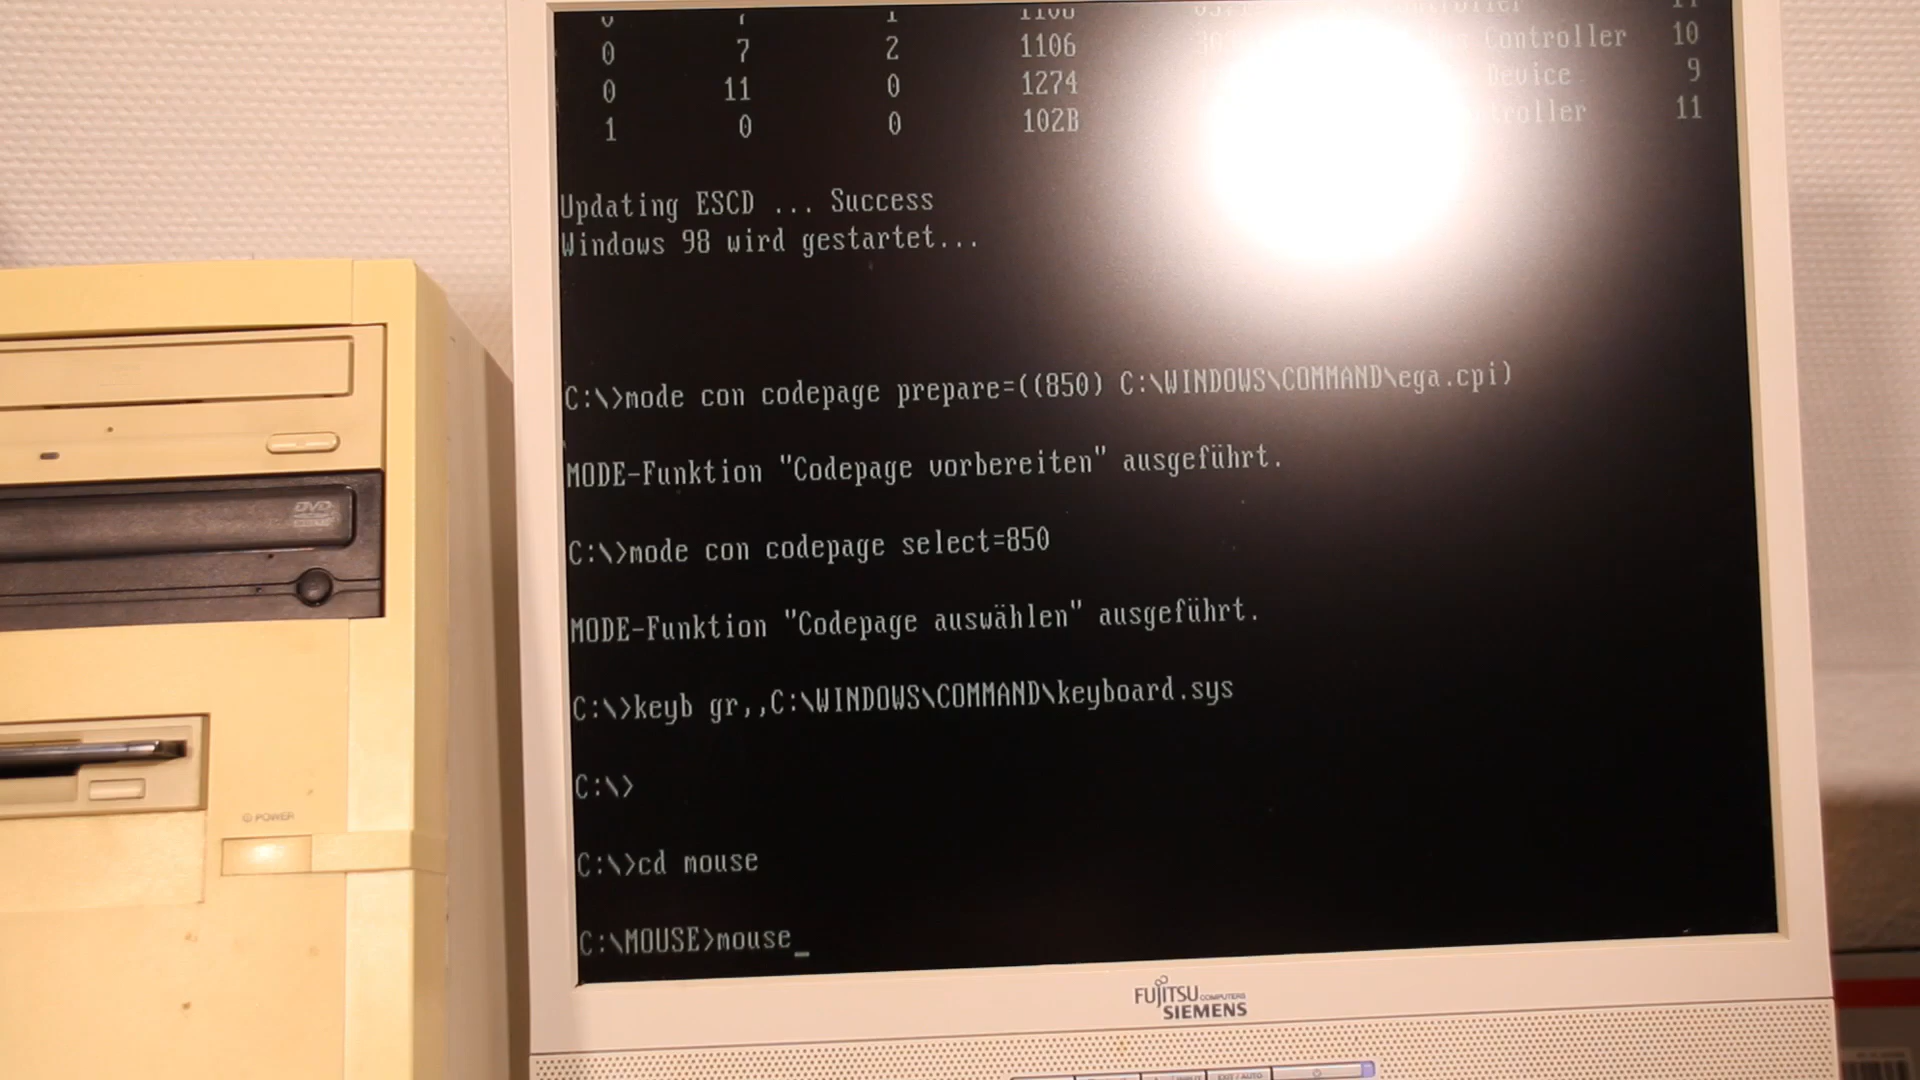 0 7 2 1106 Controller 10
0 11 0 1274 Device 9
1 0 0 102B 11
Updating ESCD ... Success
Windows 98 wird gestartet...
C:\>mode con codepage prepare=((850) C:\WINDOWS\COMMAND\ega.cpi)
MODE-Funktion "Codepage vorbereiten" ausgeführt.
C:\>mode con codepage select=850
MODE-Funktion "Codepage auswählen" ausgeführt.
C:\>keyb gr,,C:\WINDOWS\COMMAND\keyboard.sys
C:\>
C:\>cd mouse
C:\MOUSE>mouse_
FUJITSU COMPUTERS
SIEMENS
DVD
POWER
EXIT / AUTO